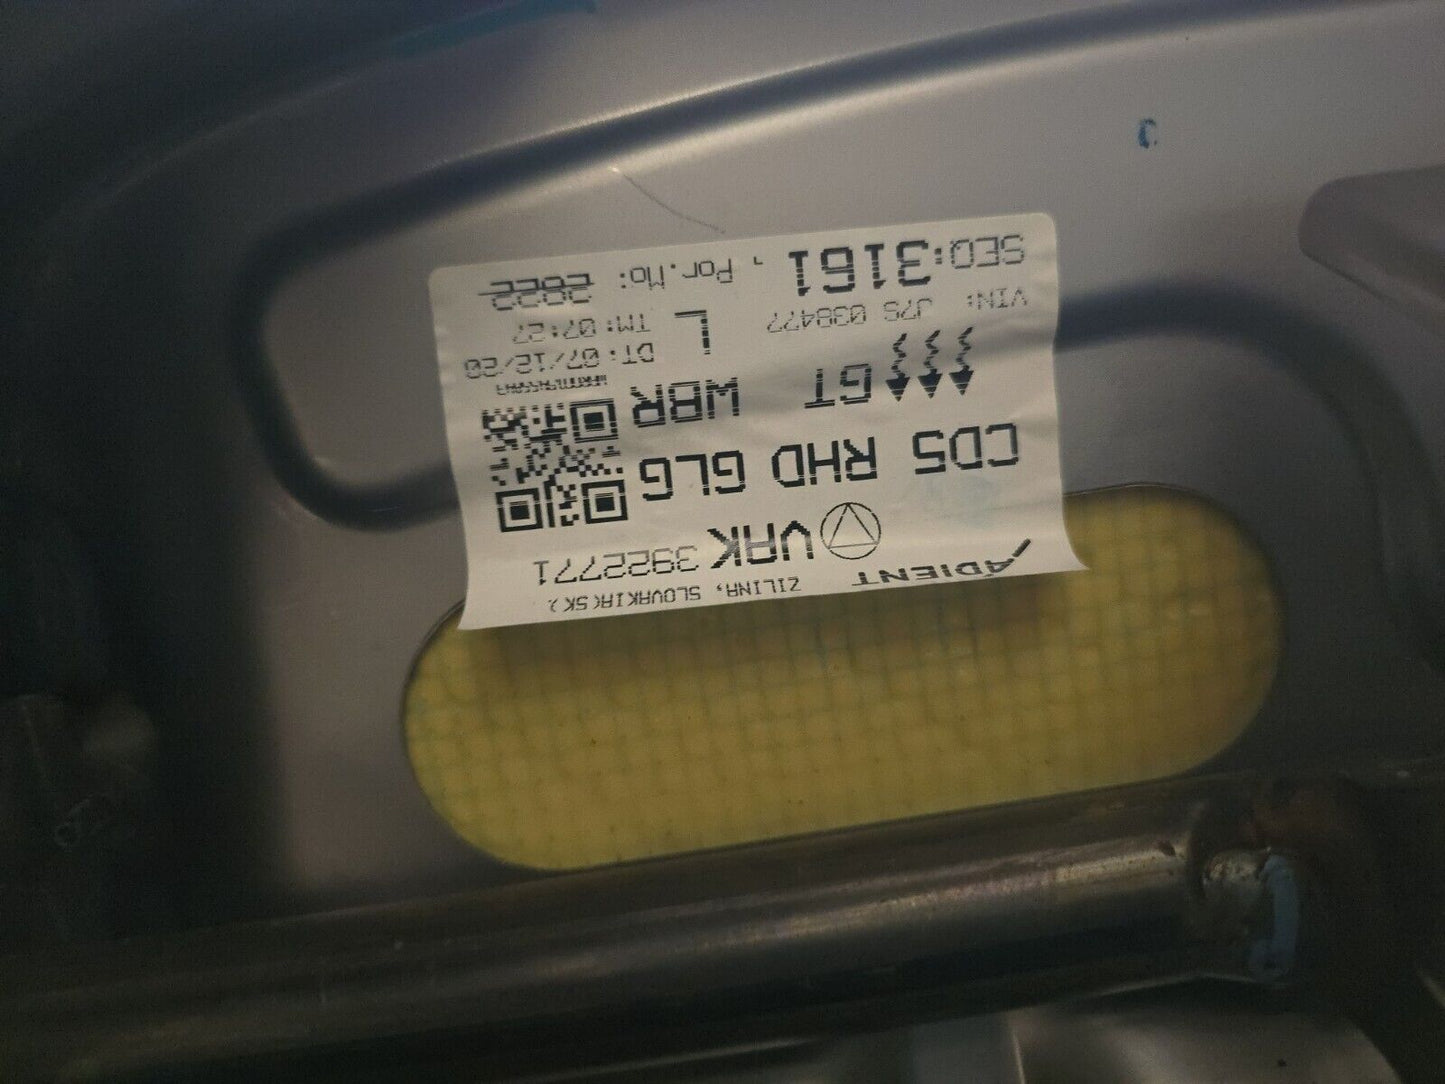 ADIENT ZILINA, SLOVAKIA(SK)
VAK 3922771
CD5 RHD GLG
GT WBR
DT: 07/12/20
VIN: J7S 038477 L TM: 07:27
SEQ: 3161 , Por.Mo: 2822